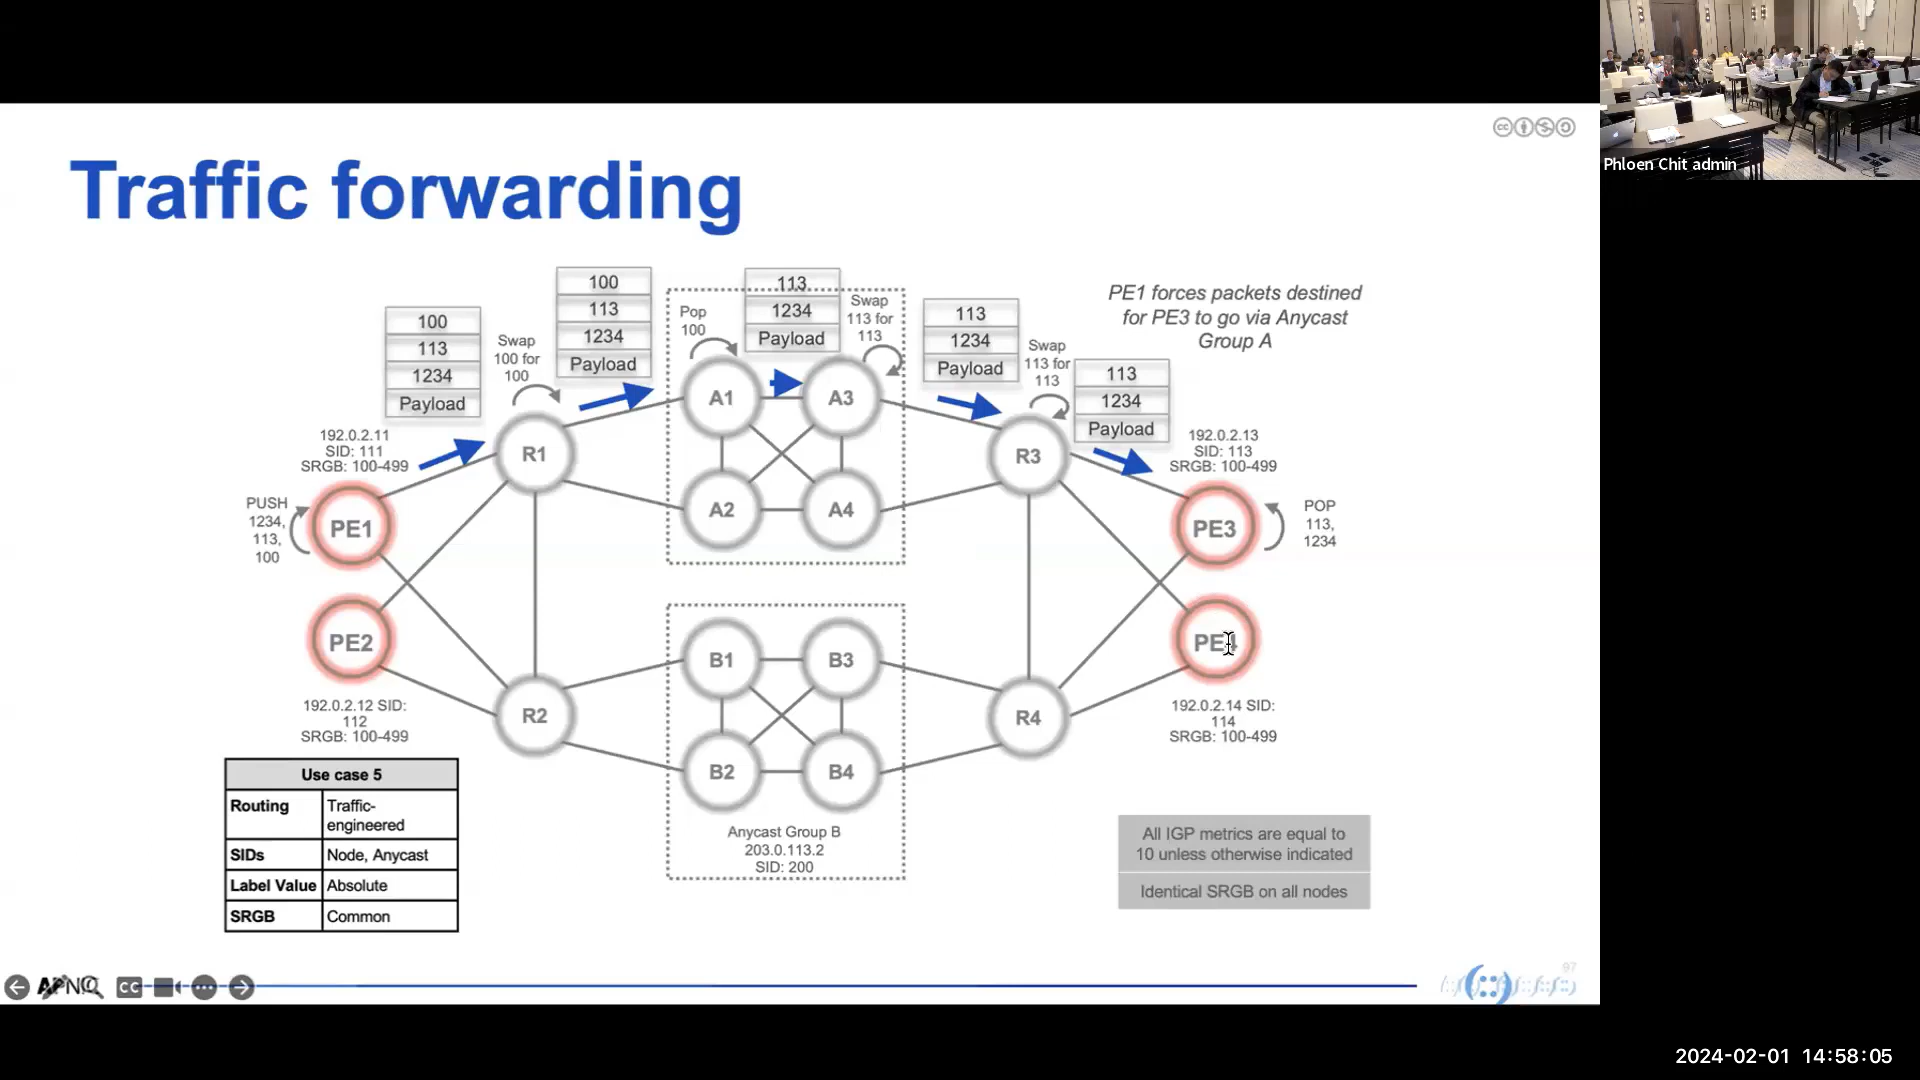 Phloen Chit admin
Traffic forwarding
100
113
1234
Payload
Swap
100 for
100
100
113
1234
Payload
Pop
100
113
1234
Payload
Swap
113 for
113
113
1234
Payload
Swap
113 for
113
113
1234
Payload
PE1 forces packets destined
for PE3 to go via Anycast
Group A
192.0.2.11
SID: 111
SRGB: 100-499
PUSH
1234,
113,
100
PE1
R1
A1
A3
A2
A4
R3
192.0.2.13
SID: 113
SRGB: 100-499
PE3
POP
113,
1234
PE2
192.0.2.12 SID:
112
SRGB: 100-499
R2
B1
B3
B2
B4
Anycast Group B
203.0.113.2
SID: 200
R4
PE4
192.0.2.14 SID:
114
SRGB: 100-499
Use case 5
Routing Traffic-
engineered
SIDs Node, Anycast
Label Value Absolute
SRGB Common
All IGP metrics are equal to
10 unless otherwise indicated
Identical SRGB on all nodes
APNIC
CC
97
2024-02-01 14:58:05